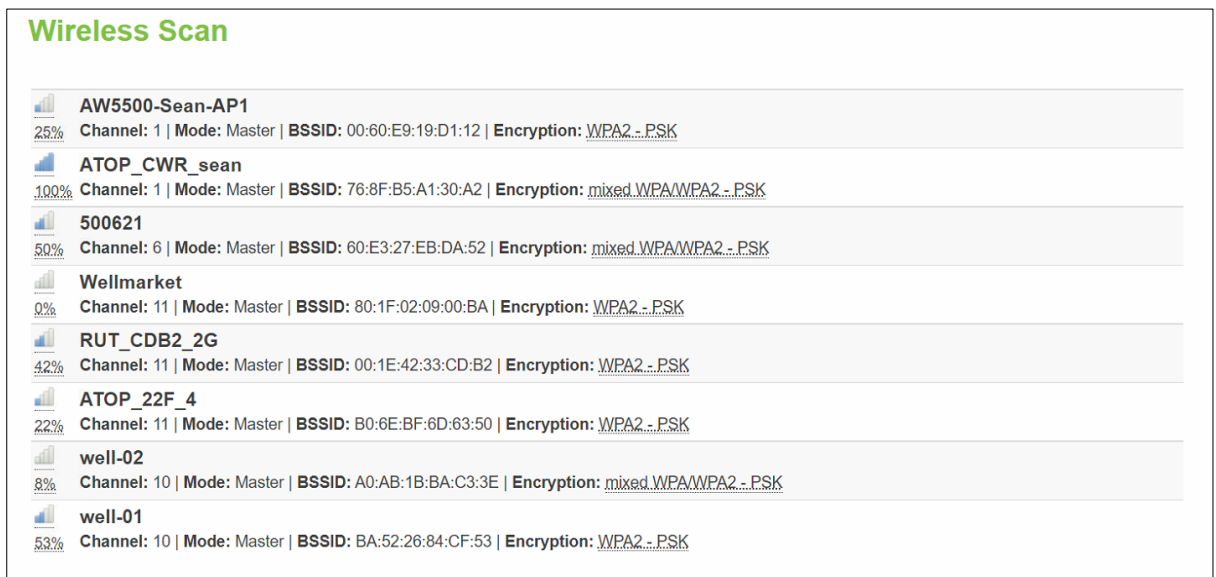 Wireless Scan
AW5500-Sean-AP1
25% Channel: 1 | Mode: Master | BSSID: 00:60:E9:19:D1:12 | Encryption: WPA2 - PSK
ATOP_CWR_sean
100% Channel: 1 | Mode: Master | BSSID: 76:8F:B5:A1:30:A2 | Encryption: mixed WPA/WPA2 - PSK
500621
50% Channel: 6 | Mode: Master | BSSID: 60:E3:27:EB:DA:52 | Encryption: mixed WPA/WPA2 - PSK
Wellmarket
0% Channel: 11 | Mode: Master | BSSID: 80:1F:02:09:00:BA | Encryption: WPA2 - PSK
RUT_CDB2_2G
42% Channel: 11 | Mode: Master | BSSID: 00:1E:42:33:CD:B2 | Encryption: WPA2 - PSK
ATOP_22F_4
22% Channel: 11 | Mode: Master | BSSID: B0:6E:BF:6D:63:50 | Encryption: WPA2 - PSK
well-02
8% Channel: 10 | Mode: Master | BSSID: A0:AB:1B:BA:C3:3E | Encryption: mixed WPA/WPA2 - PSK
well-01
53% Channel: 10 | Mode: Master | BSSID: BA:52:26:84:CF:53 | Encryption: WPA2 - PSK